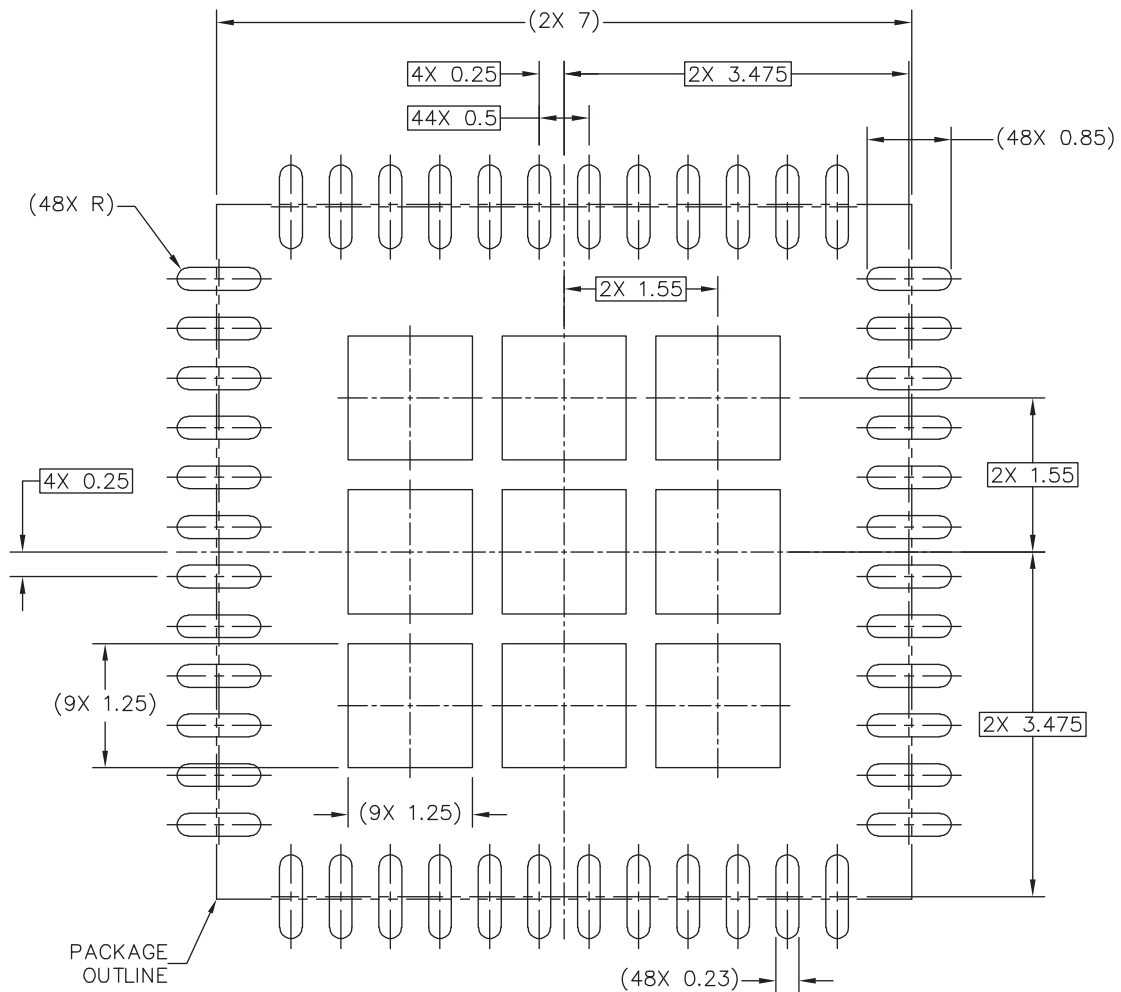 (2X 7)
4X 0.25
2X 3.475
44X 0.5
(48X 0.85)
(48X R)
2X 1.55
4X 0.25
2X 1.55
(9X 1.25)
2X 3.475
(9X 1.25)
PACKAGE
OUTLINE
(48X 0.23)